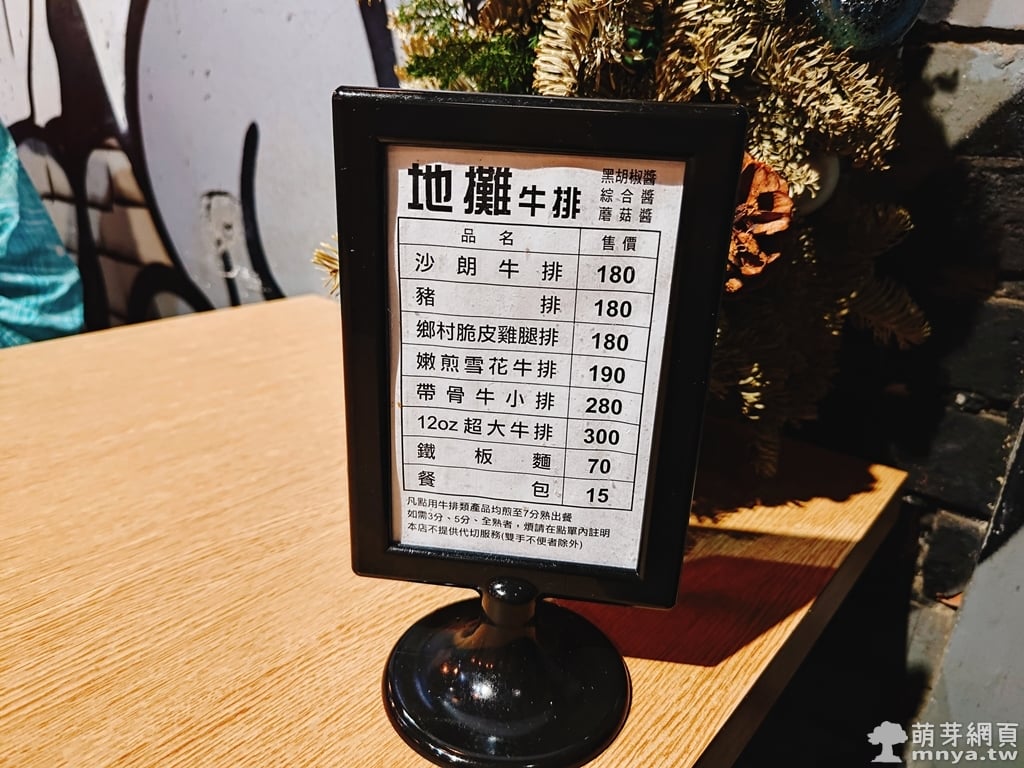 地攤牛排
黑胡椒醬
綜合醬
蘑菇醬
品名 售價
沙朗牛排 180
豬排 180
鄉村脆皮雞腿排 180
嫩煎雪花牛排 190
帶骨牛小排 280
12oz超大牛排 300
鐵板麵 70
餐包 15
凡點用牛排類產品均煎至7分熟出餐
如需3分、5分、全熟者，煩請在點單內註明
本店不提供代切服務(雙手不便者除外)
萌芽網頁
mnya.tw